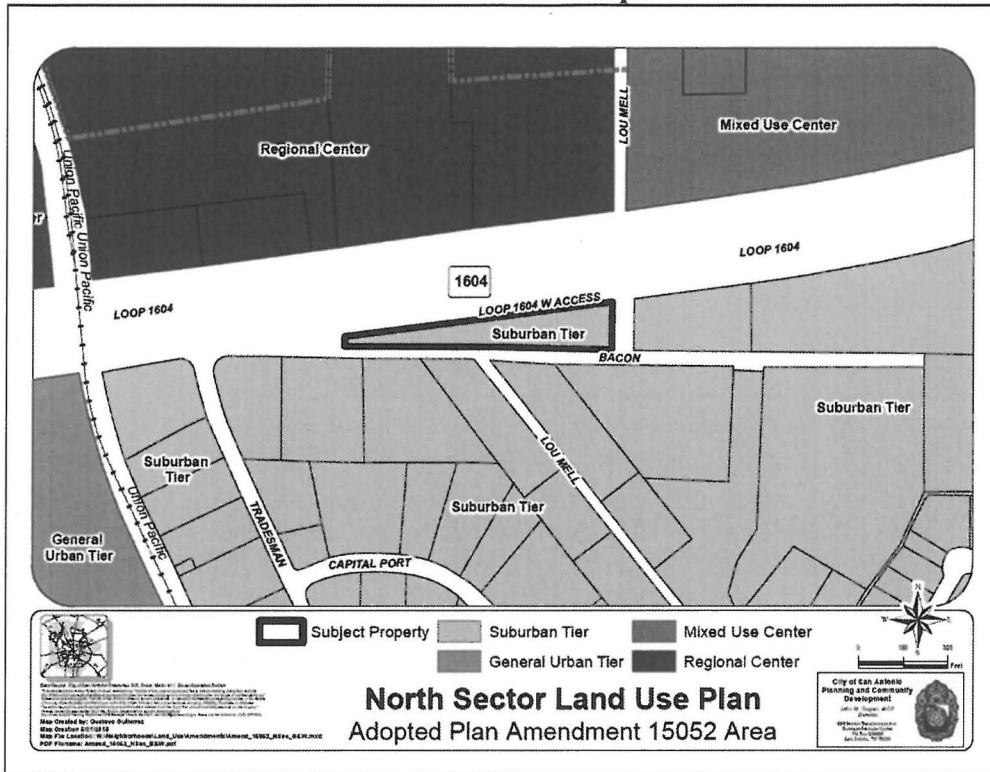 Regional Center
Mixed Use Center
LOU MELL
Union Pacific Union Pacific
LOOP 1604
LOOP 1604
1604
LOOP 1604 W ACCESS
Suburban Tier
BACON
Suburban Tier
Suburban
Tier
LOU MELL
Suburban Tier
TRADESMAN
Union Pacific
General
Urban Tier
CAPITAL PORT
N
W
E
S
Subject Property
Suburban Tier
Mixed Use Center
General Urban Tier
Regional Center
Feet
North Sector Land Use Plan
Adopted Plan Amendment 15052 Area
Map Created by: Gustavo Gutierrez
City of San Antonio
Planning and Community
Development